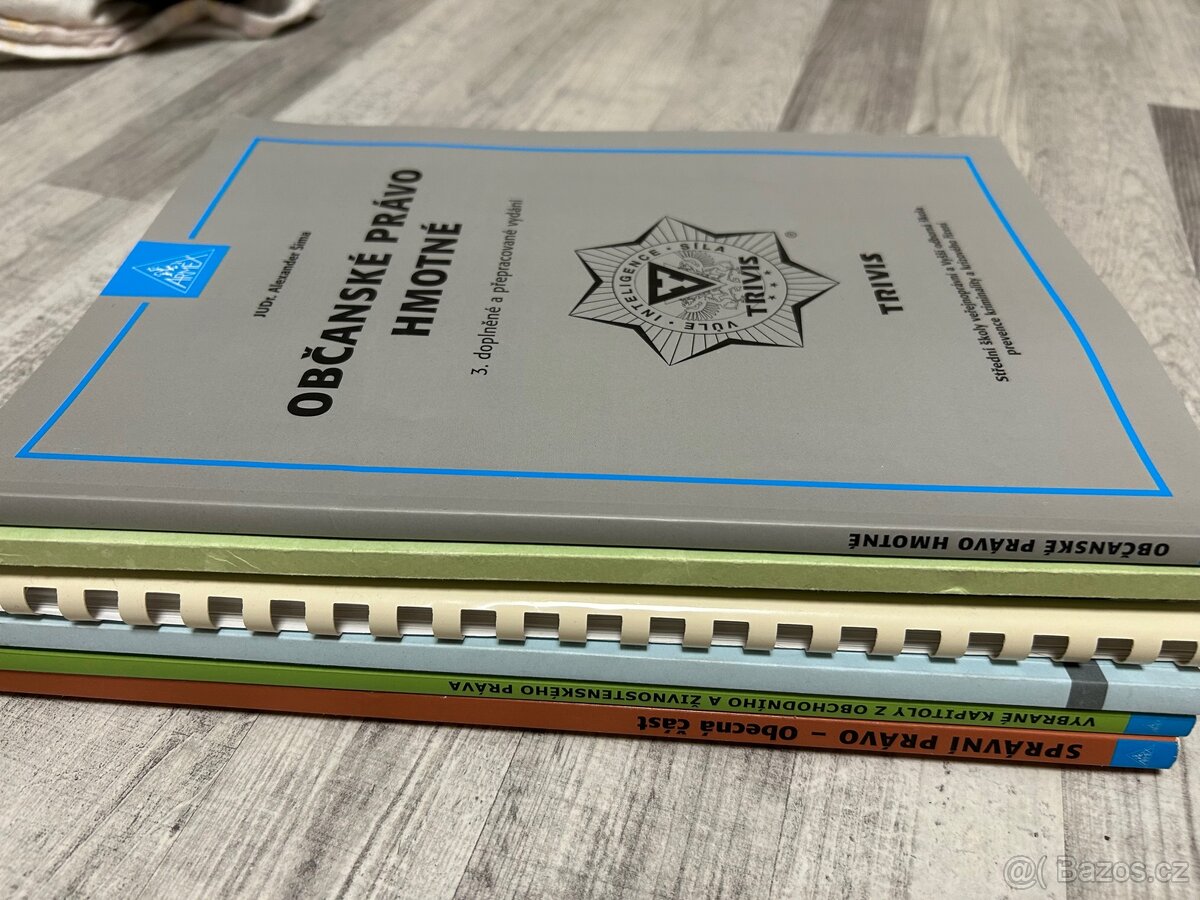 ARMEX
JUDr. Alexander Šíma
OBČANSKÉ PRÁVO
HMOTNÉ
3. doplněné a přepracované vydání
VŮLE · INTELIGENCE · SÍLA
TRIVIS
®
TRIVIS
Střední školy veřejnoprávní a Vyšší odborná škola
prevence kriminality a krizového řízení
OBČANSKÉ PRÁVO HMOTNÉ
VYBRANÉ KAPITOLY Z OBCHODNÍHO A ŽIVNOSTENSKÉHO PRÁVA
SPRÁVNÍ PRÁVO – Obecná část
Bazos.cz